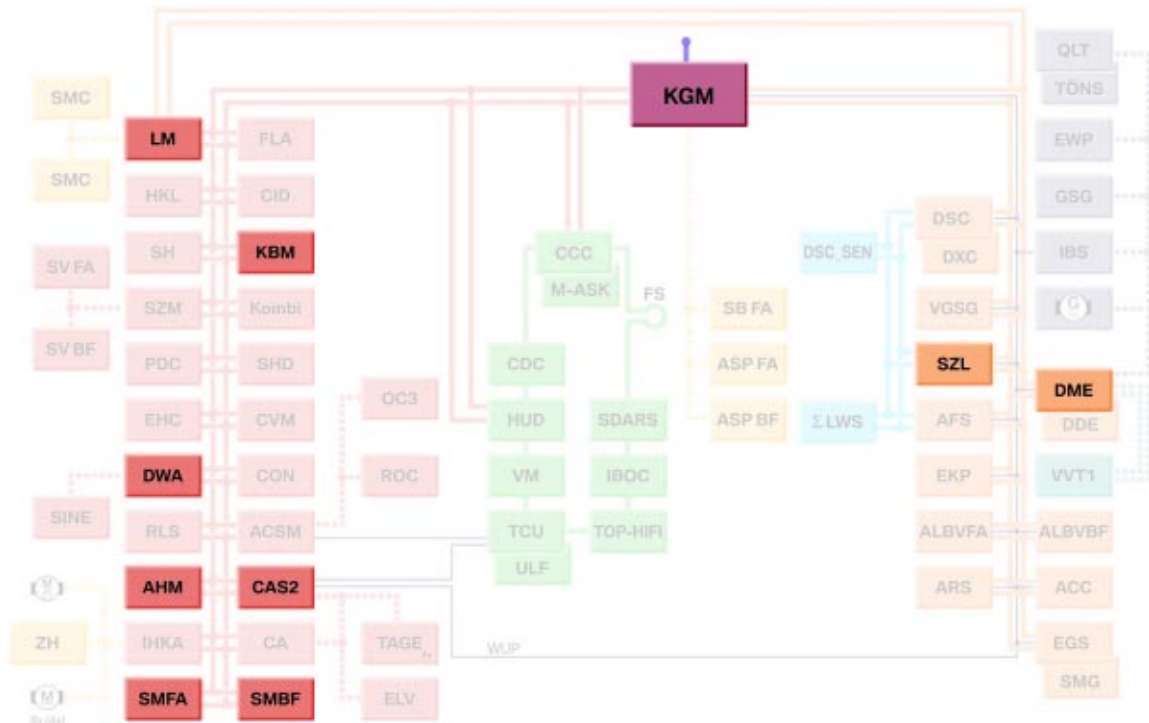 QLT
KGM
SMC
TÖNS
LM FLA
EWP
SMC
HKL CID
GSG
DSC
SH KBM
CCC
DSC_SEN
DXC
IBS
SV FA
M-ASK
FS
SZM Kombi
SB FA
VGSG
G
SV BF
PDC SHD
CDC
ASP FA
SZL
OC3
DME
EHC CVM
HUD
SDARS
ASP BF
ΣLWS
AFS
DDE
DWA CON
ROC
VM
IBOC
EKP
VVT1
SINE
RLS ACSM
TCU
TOP-HIFI
ALBVFA
ALBVBF
ULF
AHM CAS2
ARS
ACC
ZH
IHKA CA
TAGE
WUP
EGS
SMG
M
SMFA SMBF
ELV